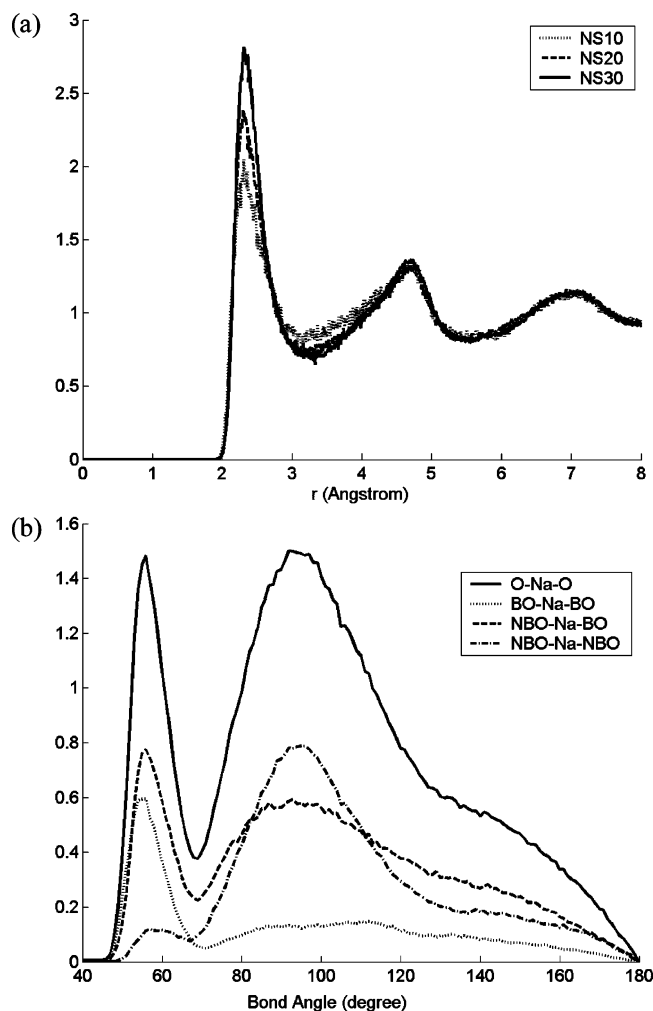 (a)
3
2.5
2
1.5
1
0.5
0
0 1 2 3 4 5 6 7 8
r (Angstrom)
NS10
NS20
NS30
(b)
1.6
1.4
1.2
1
0.8
0.6
0.4
0.2
0
40 60 80 100 120 140 160 180
Bond Angle (degree)
O-Na-O
BO-Na-BO
NBO-Na-BO
NBO-Na-NBO